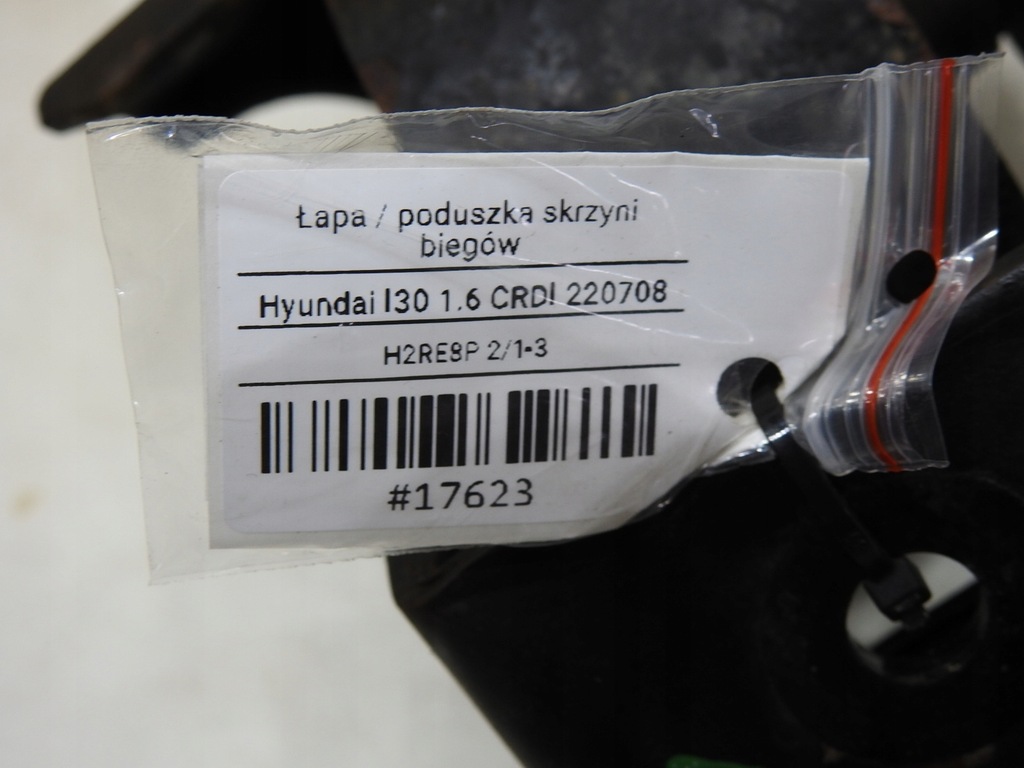 Łapa / poduszka skrzyni
biegów
Hyundai I30 1.6 CRDI 220708
H2RE8P 2/1-3
#17623